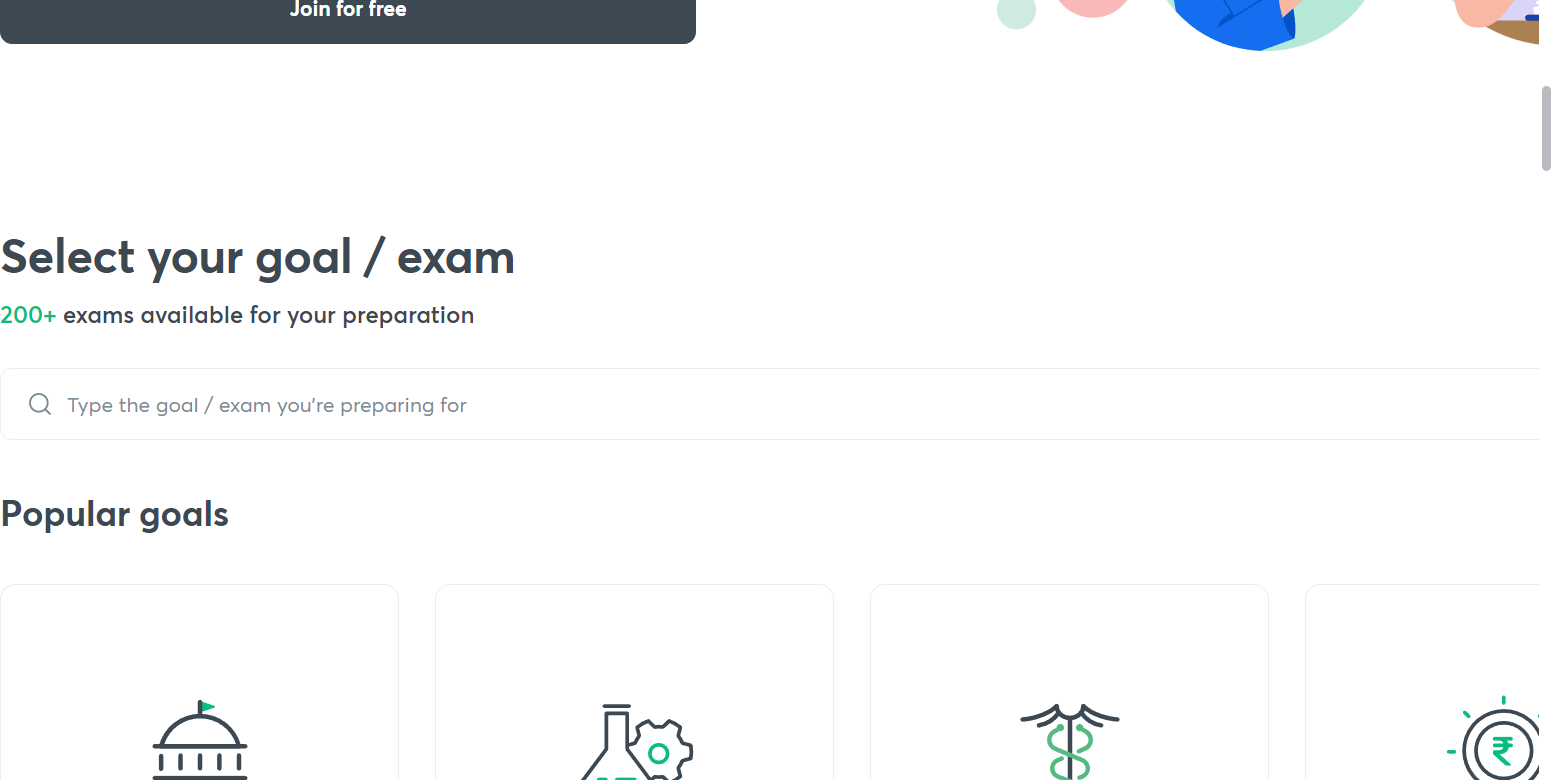 Join for free
Select your goal / exam
200+ exams available for your preparation
Type the goal / exam you’re preparing for
Popular goals
₹